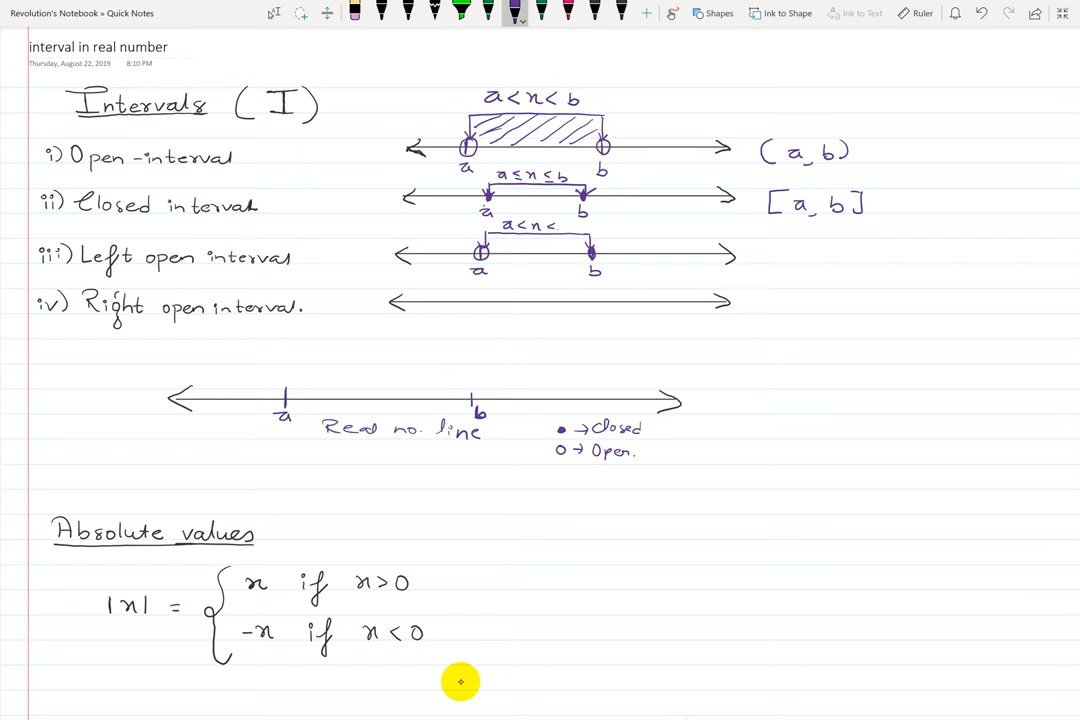 Revolution's Notebook » Quick Notes
Shapes Ink to Shape Ink to Text Ruler
interval in real number
Thursday, August 22, 2019 8:10 PM
Intervals (I)
a < x < b
i) Open-interval
a b (a, b)
a ≤ x ≤ b
ii) Closed interval
a b [a, b]
a < x <
iii) Left open interval
a b
iv) Right open interval.
a b
Real no. line
• → Closed
o → Open.
Absolute values
|x| = { x if x > 0
-x if x < 0